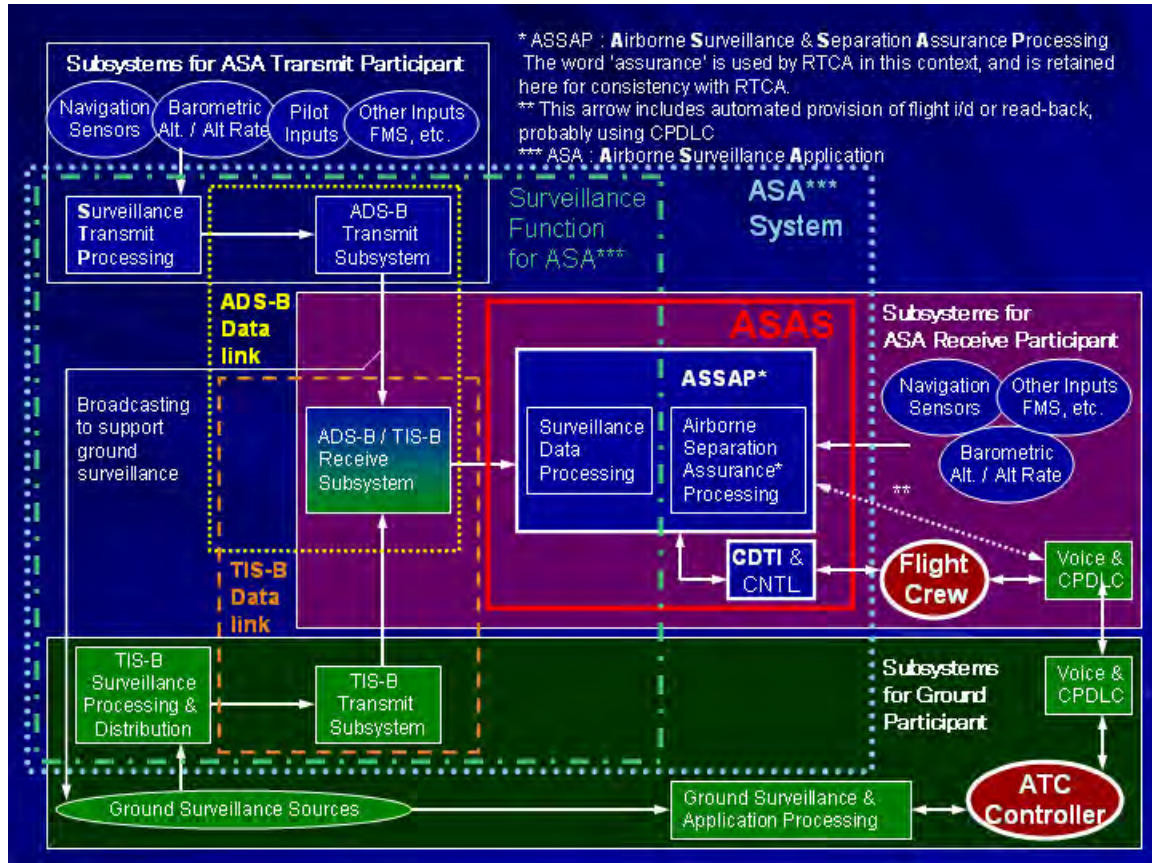 * ASSAP : Airborne Surveillance & Separation Assurance Processing
The word 'assurance' is used by RTCA in this context, and is retained
here for consistency with RTCA.
** This arrow includes automated provision of flight i/d or read-back,
probably using CPDLC
*** ASA : Airborne Surveillance Application
Subsystems for ASA Transmit Participant
Navigation
Sensors
Barometric
Alt. / Alt Rate
Pilot
Inputs
Other Inputs
FMS, etc.
Surveillance
Transmit
Processing
ADS-B
Transmit
Subsystem
Surveillance
Function
for ASA***
ASA***
System
ADS-B
Data
link
ASAS
Subsystems for
ASA Receive Participant
Navigation
Sensors
Other Inputs
FMS, etc.
Barometric
Alt. / Alt Rate
Broadcasting
to support
ground
surveillance
ADS-B / TIS-B
Receive
Subsystem
ASSAP*
Surveillance
Data
Processing
Airborne
Separation
Assurance*
Processing
**
CDTI &
CNTL
Flight
Crew
Voice &
CPDLC
TIS-B
Data
link
TIS-B
Surveillance
Processing &
Distribution
TIS-B
Transmit
Subsystem
Subsystems
for Ground
Participant
Voice &
CPDLC
Ground Surveillance Sources
Ground Surveillance &
Application Processing
ATC
Controller